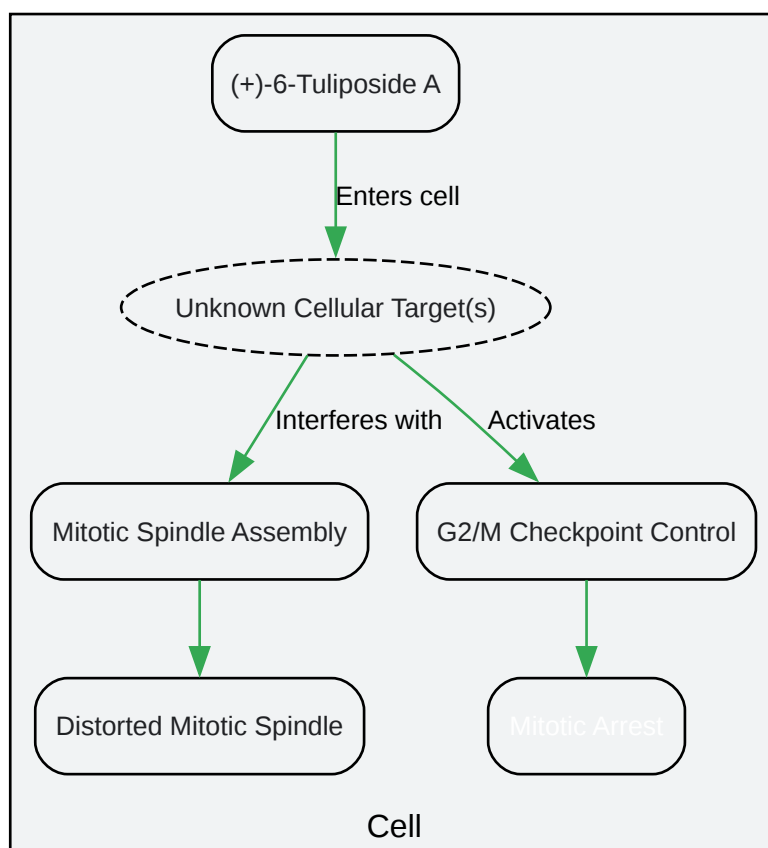 (+)-6-Tuliposide A
Enters cell
Unknown Cellular Target(s)
Interferes with
Activates
Mitotic Spindle Assembly
G2/M Checkpoint Control
Distorted Mitotic Spindle
Mitotic Arrest
Cell